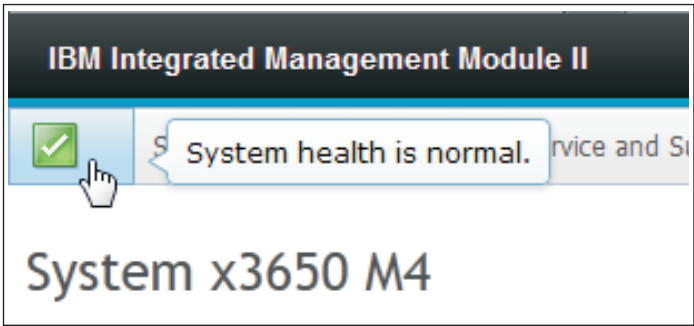 IBM Integrated Management Module II
System health is normal.
rvice and Su
System x3650 M4